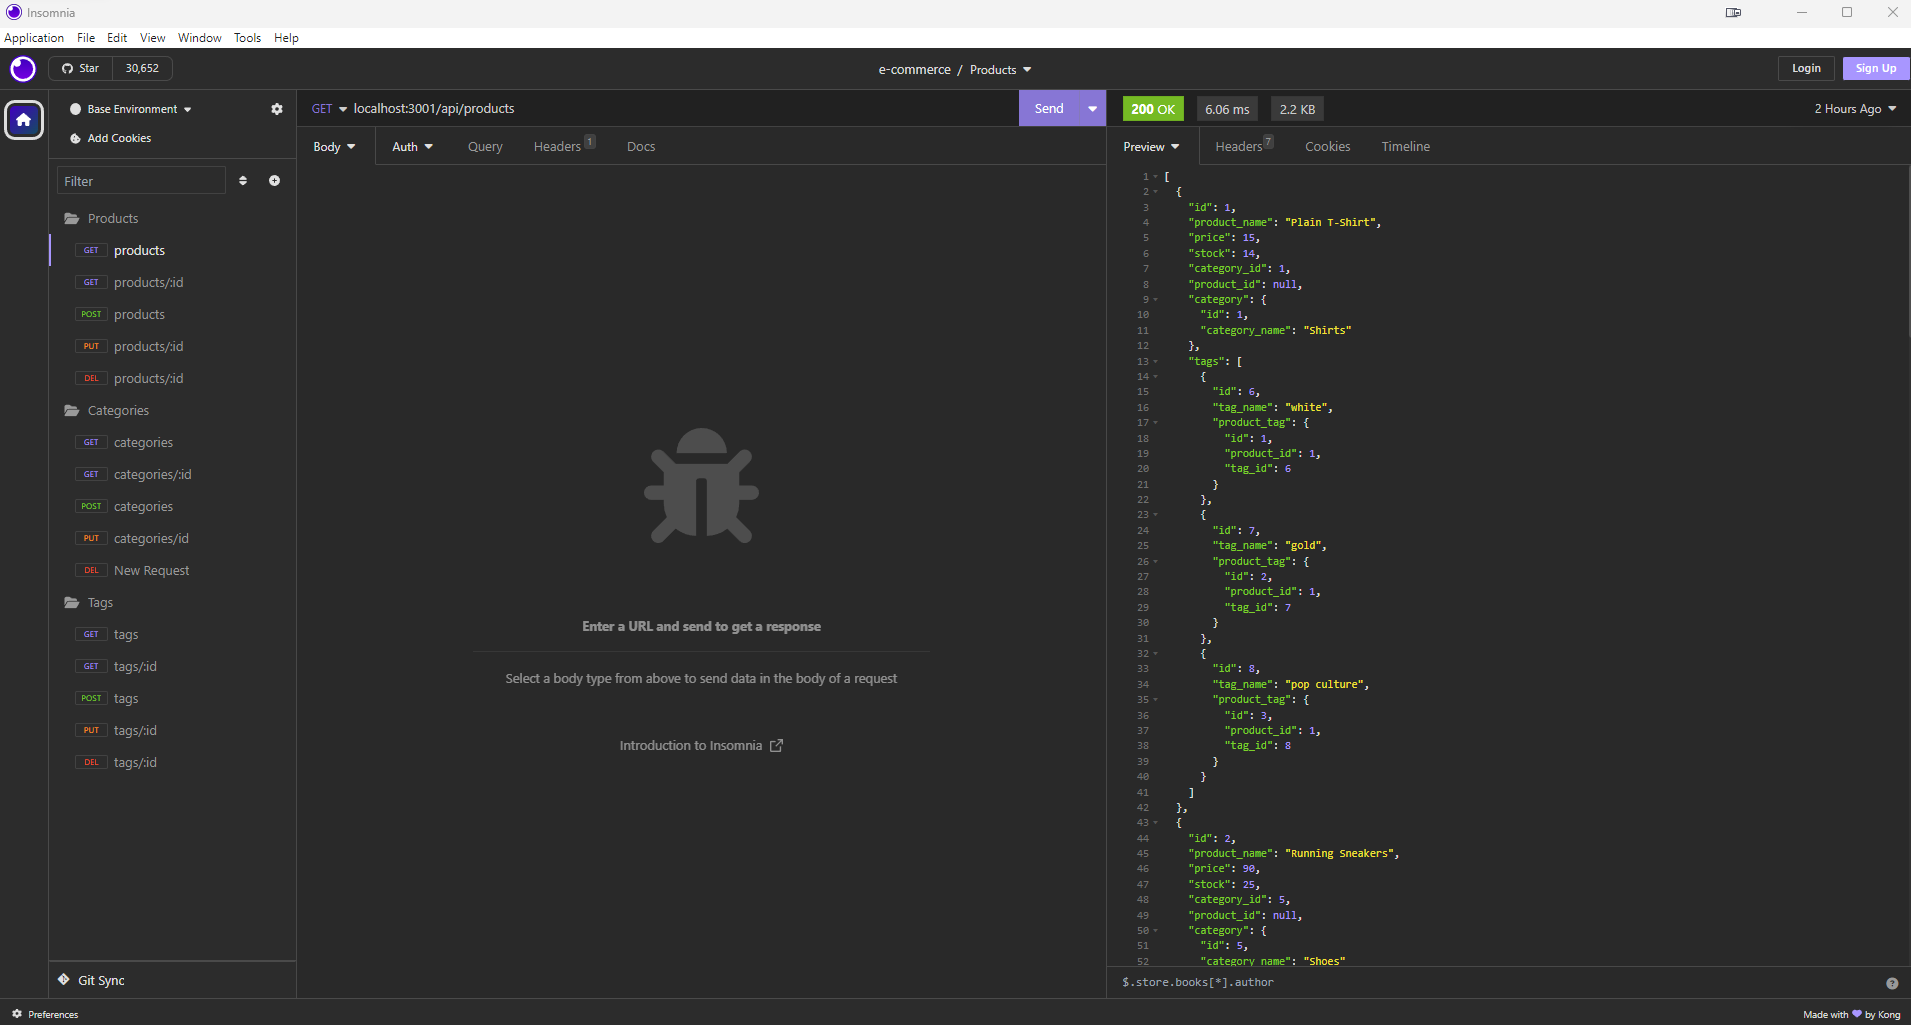 Insomnia
Application File Edit View Window Tools Help
Star 30,652
e-commerce / Products
Login Sign Up
Base Environment
Add Cookies
Filter
Products
GET products
GET products/:id
POST products
PUT products/:id
DEL products/:id
Categories
GET categories
GET categories/:id
POST categories
PUT categories/id
DEL New Request
Tags
GET tags
GET tags/:id
POST tags
PUT tags/:id
DEL tags/:id
Git Sync
Preferences
GET localhost:3001/api/products Send
Body Auth Query Headers 1 Docs
Enter a URL and send to get a response
Select a body type from above to send data in the body of a request
Introduction to Insomnia
200 OK 6.06 ms 2.2 KB 2 Hours Ago
Preview Headers 7 Cookies Timeline
1 [
2 {
3 "id": 1,
4 "product_name": "Plain T-Shirt",
5 "price": 15,
6 "stock": 14,
7 "category_id": 1,
8 "product_id": null,
9 "category": {
10 "id": 1,
11 "category_name": "Shirts"
12 },
13 "tags": [
14 {
15 "id": 6,
16 "tag_name": "white",
17 "product_tag": {
18 "id": 1,
19 "product_id": 1,
20 "tag_id": 6
21 }
22 },
23 {
24 "id": 7,
25 "tag_name": "gold",
26 "product_tag": {
27 "id": 2,
28 "product_id": 1,
29 "tag_id": 7
30 }
31 },
32 {
33 "id": 8,
34 "tag_name": "pop culture",
35 "product_tag": {
36 "id": 3,
37 "product_id": 1,
38 "tag_id": 8
39 }
40 }
41 ]
42 },
43 {
44 "id": 2,
45 "product_name": "Running Sneakers",
46 "price": 90,
47 "stock": 25,
48 "category_id": 5,
49 "product_id": null,
50 "category": {
51 "id": 5,
52 "category_name": "Shoes"
$.store.books[*].author
Made with by Kong